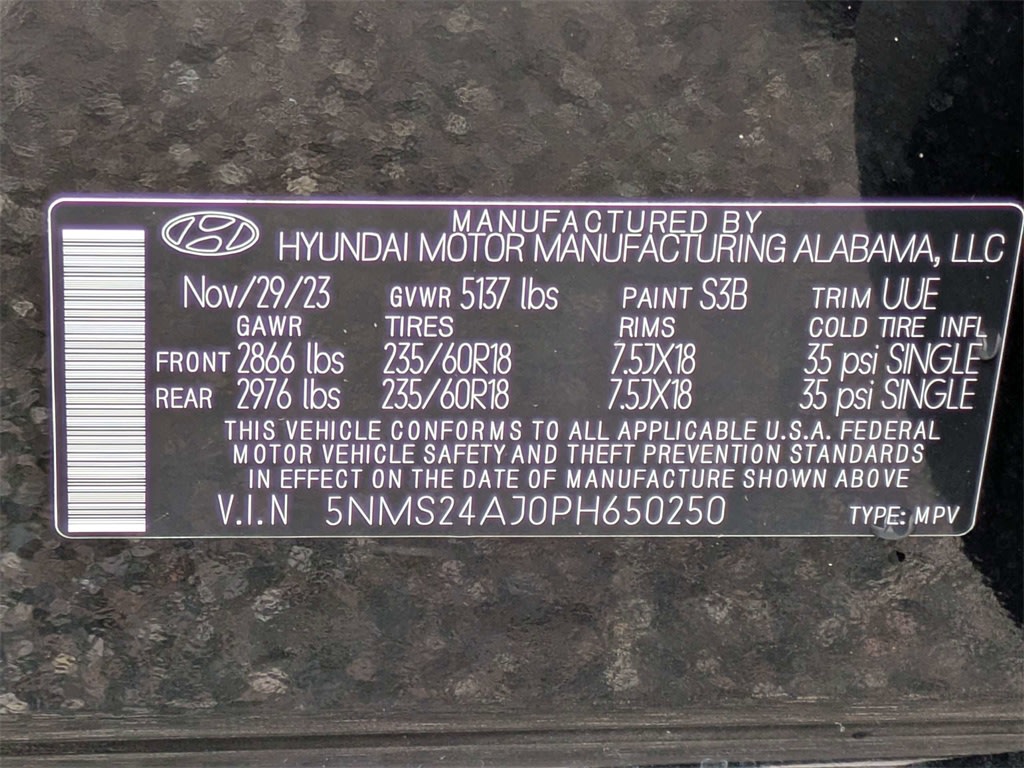 MANUFACTURED BY
HYUNDAI MOTOR MANUFACTURING ALABAMA, LLC
Nov/29/23 GVWR 5137 lbs PAINT S3B TRIM UUE
GAWR TIRES RIMS COLD TIRE INFL
FRONT 2866 lbs 235/60R18 7.5JX18 35 psi SINGLE
REAR 2976 lbs 235/60R18 7.5JX18 35 psi SINGLE
THIS VEHICLE CONFORMS TO ALL APPLICABLE U.S.A. FEDERAL
MOTOR VEHICLE SAFETY AND THEFT PREVENTION STANDARDS
IN EFFECT ON THE DATE OF MANUFACTURE SHOWN ABOVE
V.I.N 5NMS24AJ0PH650250 TYPE: MPV